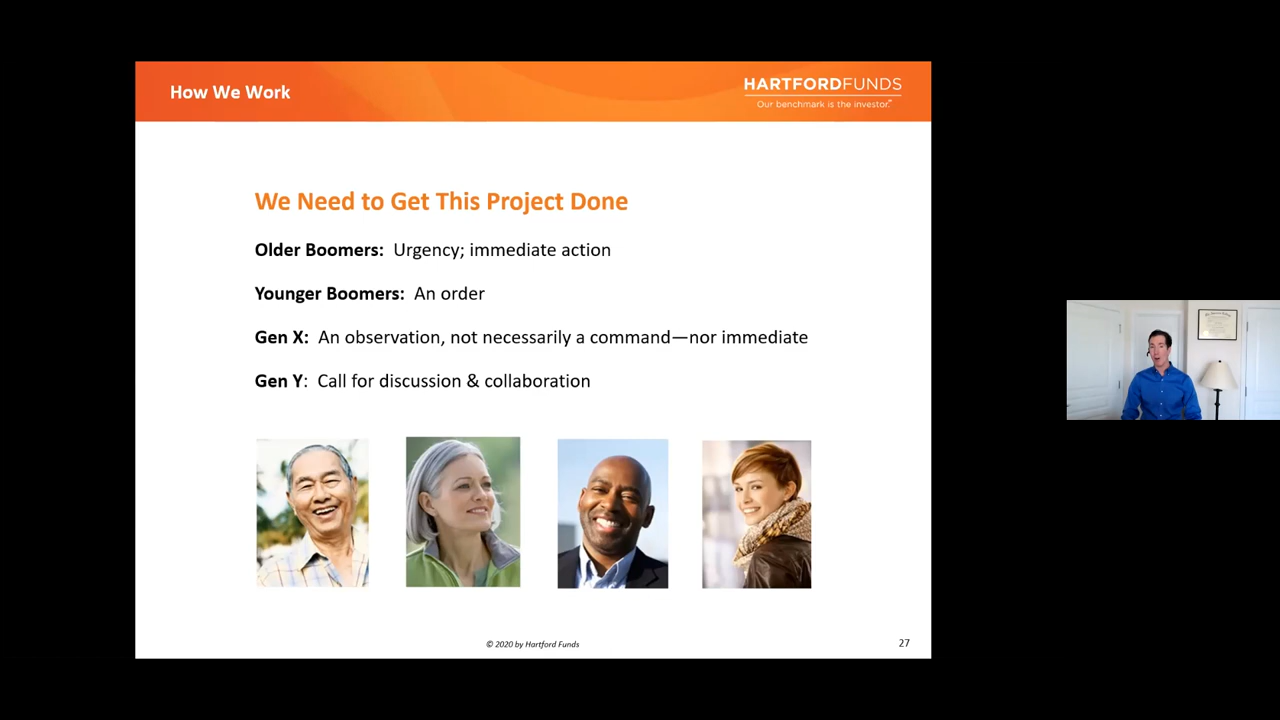 How We Work
HARTFORDFUNDS
Our benchmark is the investor.™
We Need to Get This Project Done
Older Boomers: Urgency; immediate action
Younger Boomers: An order
Gen X: An observation, not necessarily a command—nor immediate
Gen Y: Call for discussion & collaboration
© 2020 by Hartford Funds
27